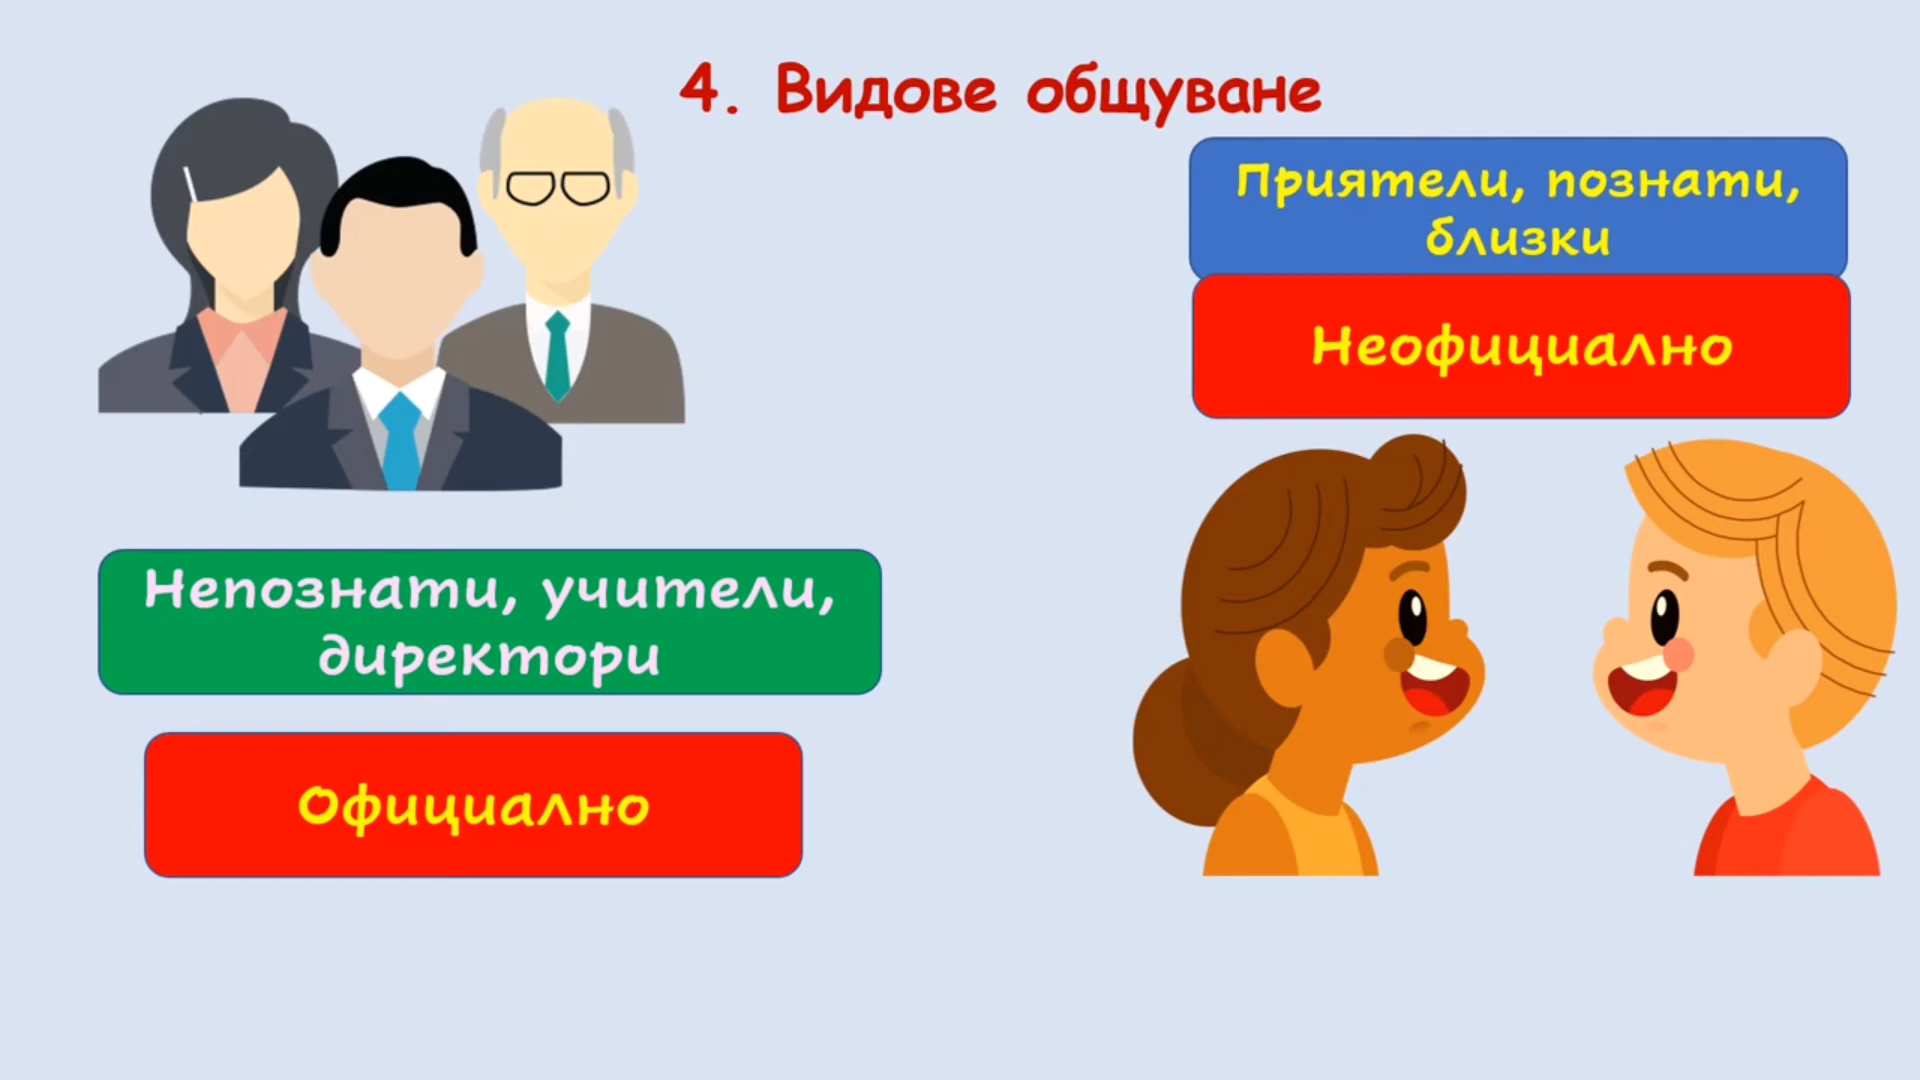 4. Видове общуване
Приятели, познати,
близки
Неофициално
Непознати, учители,
директори
Официално